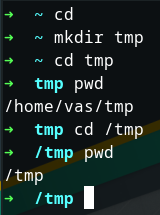 ➜ ~ cd
➜ ~ mkdir tmp
➜ ~ cd tmp
➜ tmp pwd
/home/vas/tmp
➜ tmp cd /tmp
➜ /tmp pwd
/tmp
➜ /tmp